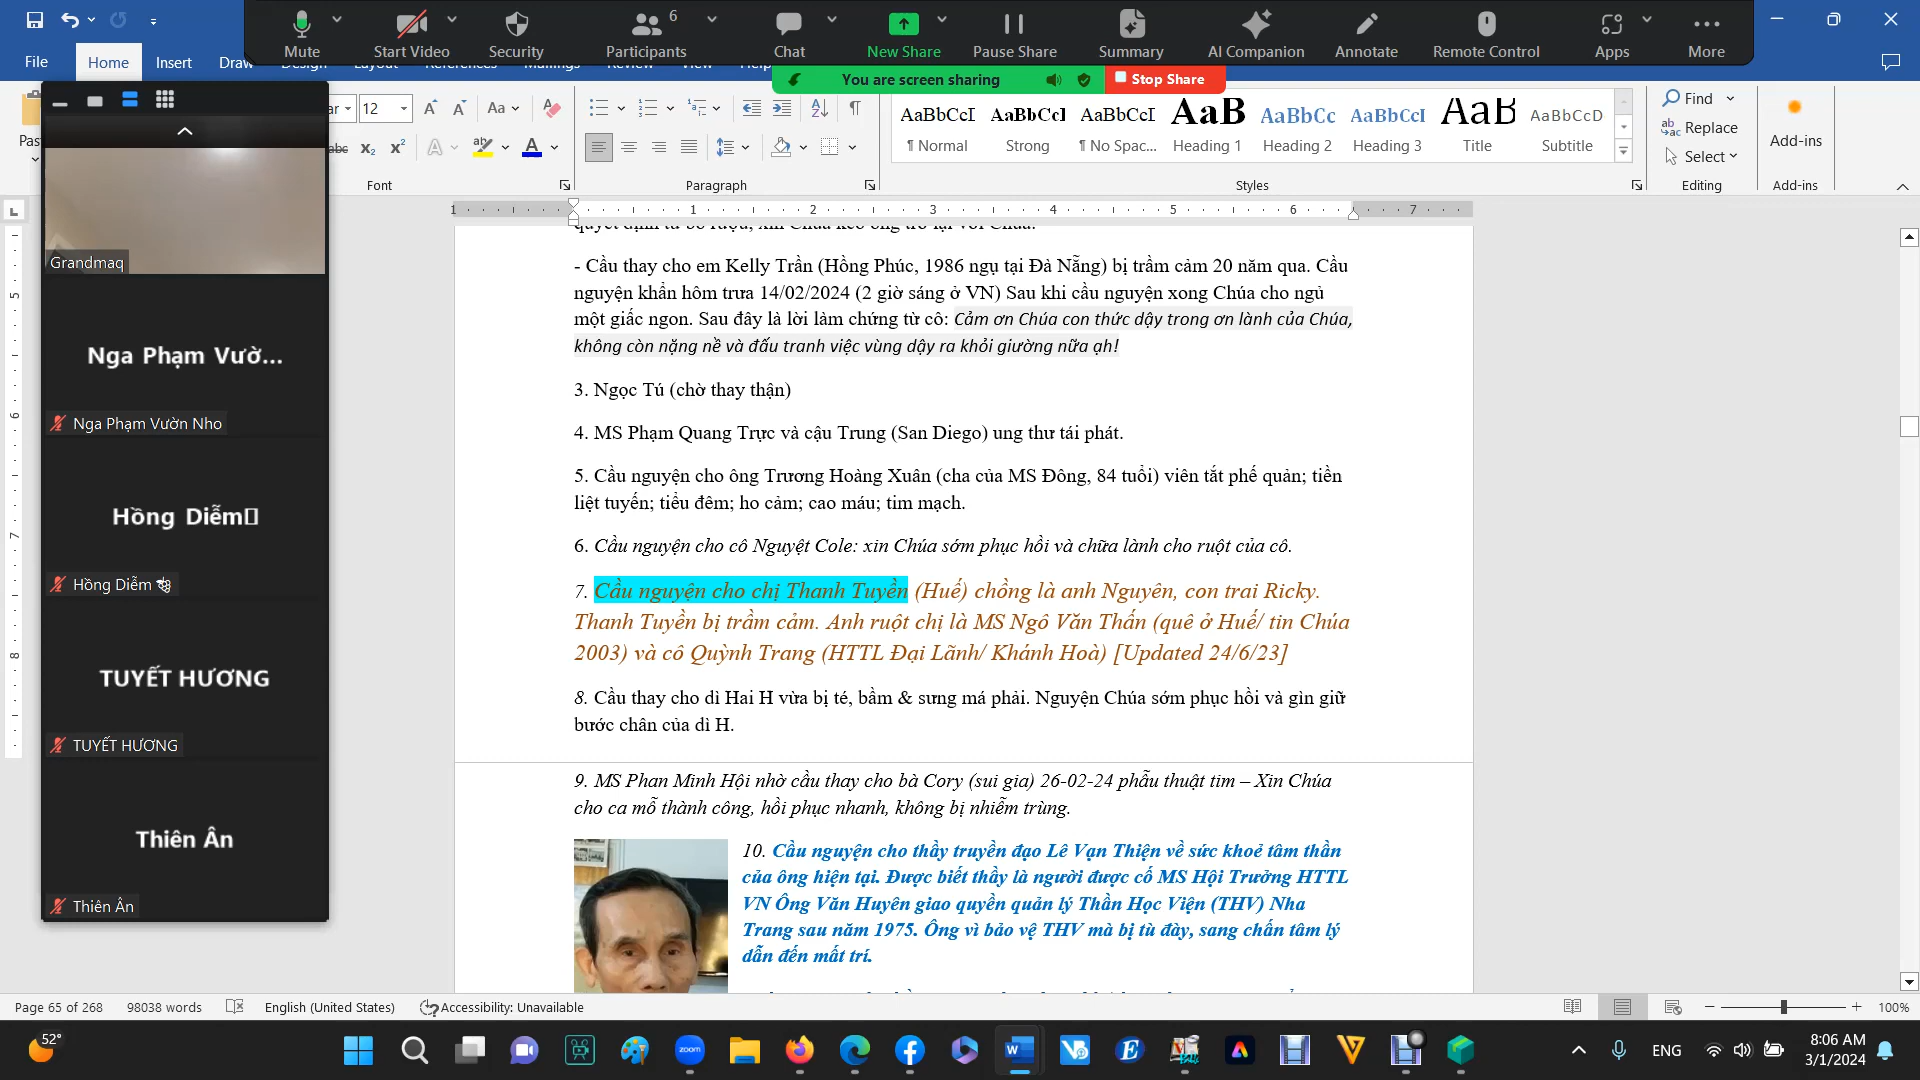 Mute
Start Video
Security
Participants
6
Chat
New Share
Pause Share
Summary
AI Companion
Annotate
Remote Control
Apps
More
You are screen sharing
Stop Share
File
Home
Insert
Draw
12
Aa
Find
Replace
Select
Add-ins
AaBbCcI
AaBbCcI
AaBbCcI
AaB
AaBbCc
AaBbCcI
AaB
AaBbCcD
¶ Normal
Strong
¶ No Spac...
Heading 1
Heading 2
Heading 3
Title
Subtitle
Font
Paragraph
Styles
Editing
Add-ins
1 1 2 3 4 5 6 7
Grandmaq
Nga Phạm Vườ...
Nga Phạm Vườn Nho
Hồng Diễm
Hồng Diễm
TUYẾT HƯƠNG
TUYẾT HƯƠNG
Thiên Ân
Thiên Ân
- Cầu thay cho em Kelly Trần (Hồng Phúc, 1986 ngụ tại Đà Nẵng) bị trầm cảm 20 năm qua. Cầu
nguyện khẩn hôm trưa 14/02/2024 (2 giờ sáng ở VN) Sau khi cầu nguyện xong Chúa cho ngủ
một giấc ngon. Sau đây là lời làm chứng từ cô: Cảm ơn Chúa con thức dậy trong ơn lành của Chúa,
không còn nặng nề và đấu tranh việc vùng dậy ra khỏi giường nữa ạh!
3. Ngọc Tú (chờ thay thận)
4. MS Phạm Quang Trực và cậu Trung (San Diego) ung thư tái phát.
5. Cầu nguyện cho ông Trương Hoàng Xuân (cha của MS Đông, 84 tuổi) viên tắt phế quản; tiền
liệt tuyến; tiểu đêm; ho cảm; cao máu; tim mạch.
6. Cầu nguyện cho cô Nguyệt Cole: xin Chúa sớm phục hồi và chữa lành cho ruột của cô.
7. Cầu nguyện cho chị Thanh Tuyền (Huế) chồng là anh Nguyên, con trai Ricky.
Thanh Tuyền bị trầm cảm. Anh ruột chị là MS Ngô Văn Thấn (quê ở Huế/ tin Chúa
2003) và cô Quỳnh Trang (HTTL Đại Lãnh/ Khánh Hoà) [Updated 24/6/23]
8. Cầu thay cho dì Hai H vừa bị té, bầm & sưng má phải. Nguyện Chúa sớm phục hồi và gìn giữ
bước chân của dì H.
9. MS Phan Minh Hội nhờ cầu thay cho bà Cory (sui gia) 26-02-24 phẫu thuật tim – Xin Chúa
cho ca mổ thành công, hồi phục nhanh, không bị nhiễm trùng.
10. Cầu nguyện cho thầy truyền đạo Lê Vạn Thiện về sức khoẻ tâm thần
của ông hiện tại. Được biết thầy là người được cố MS Hội Trưởng HTTL
VN Ông Văn Huyên giao quyền quản lý Thần Học Viện (THV) Nha
Trang sau năm 1975. Ông vì bảo vệ THV mà bị tù đày, sang chấn tâm lý
dẫn đến mất trí.
Page 65 of 268
98038 words
English (United States)
Accessibility: Unavailable
100%
52°
zoom
ENG
8:06 AM
3/1/2024